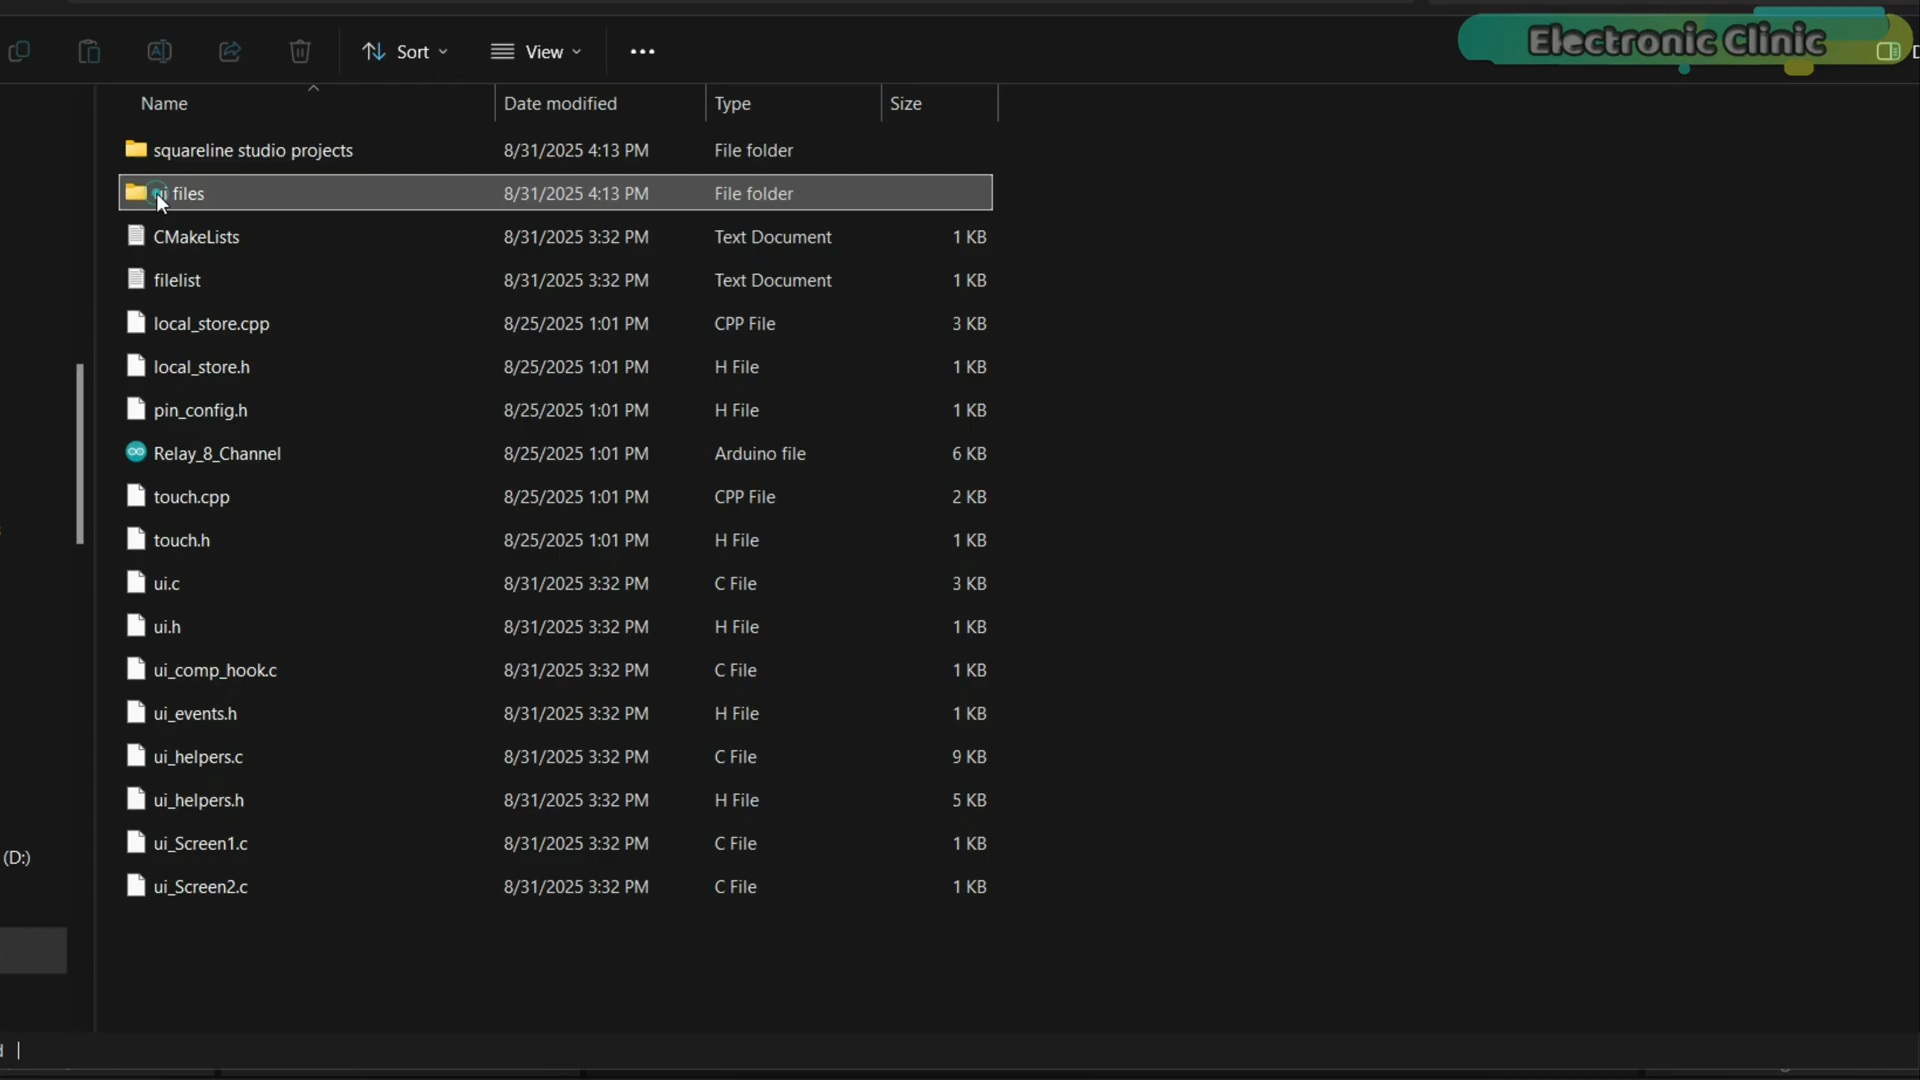 Sort
View
Electronic Clinic
Name
Date modified
Type
Size
squareline studio projects 8/31/2025 4:13 PM File folder
ui files 8/31/2025 4:13 PM File folder
CMakeLists 8/31/2025 3:32 PM Text Document 1 KB
filelist 8/31/2025 3:32 PM Text Document 1 KB
local_store.cpp 8/25/2025 1:01 PM CPP File 3 KB
local_store.h 8/25/2025 1:01 PM H File 1 KB
pin_config.h 8/25/2025 1:01 PM H File 1 KB
Relay_8_Channel 8/25/2025 1:01 PM Arduino file 6 KB
touch.cpp 8/25/2025 1:01 PM CPP File 2 KB
touch.h 8/25/2025 1:01 PM H File 1 KB
ui.c 8/31/2025 3:32 PM C File 3 KB
ui.h 8/31/2025 3:32 PM H File 1 KB
ui_comp_hook.c 8/31/2025 3:32 PM C File 1 KB
ui_events.h 8/31/2025 3:32 PM H File 1 KB
ui_helpers.c 8/31/2025 3:32 PM C File 9 KB
ui_helpers.h 8/31/2025 3:32 PM H File 5 KB
ui_Screen1.c 8/31/2025 3:32 PM C File 1 KB
(D:)
ui_Screen2.c 8/31/2025 3:32 PM C File 1 KB